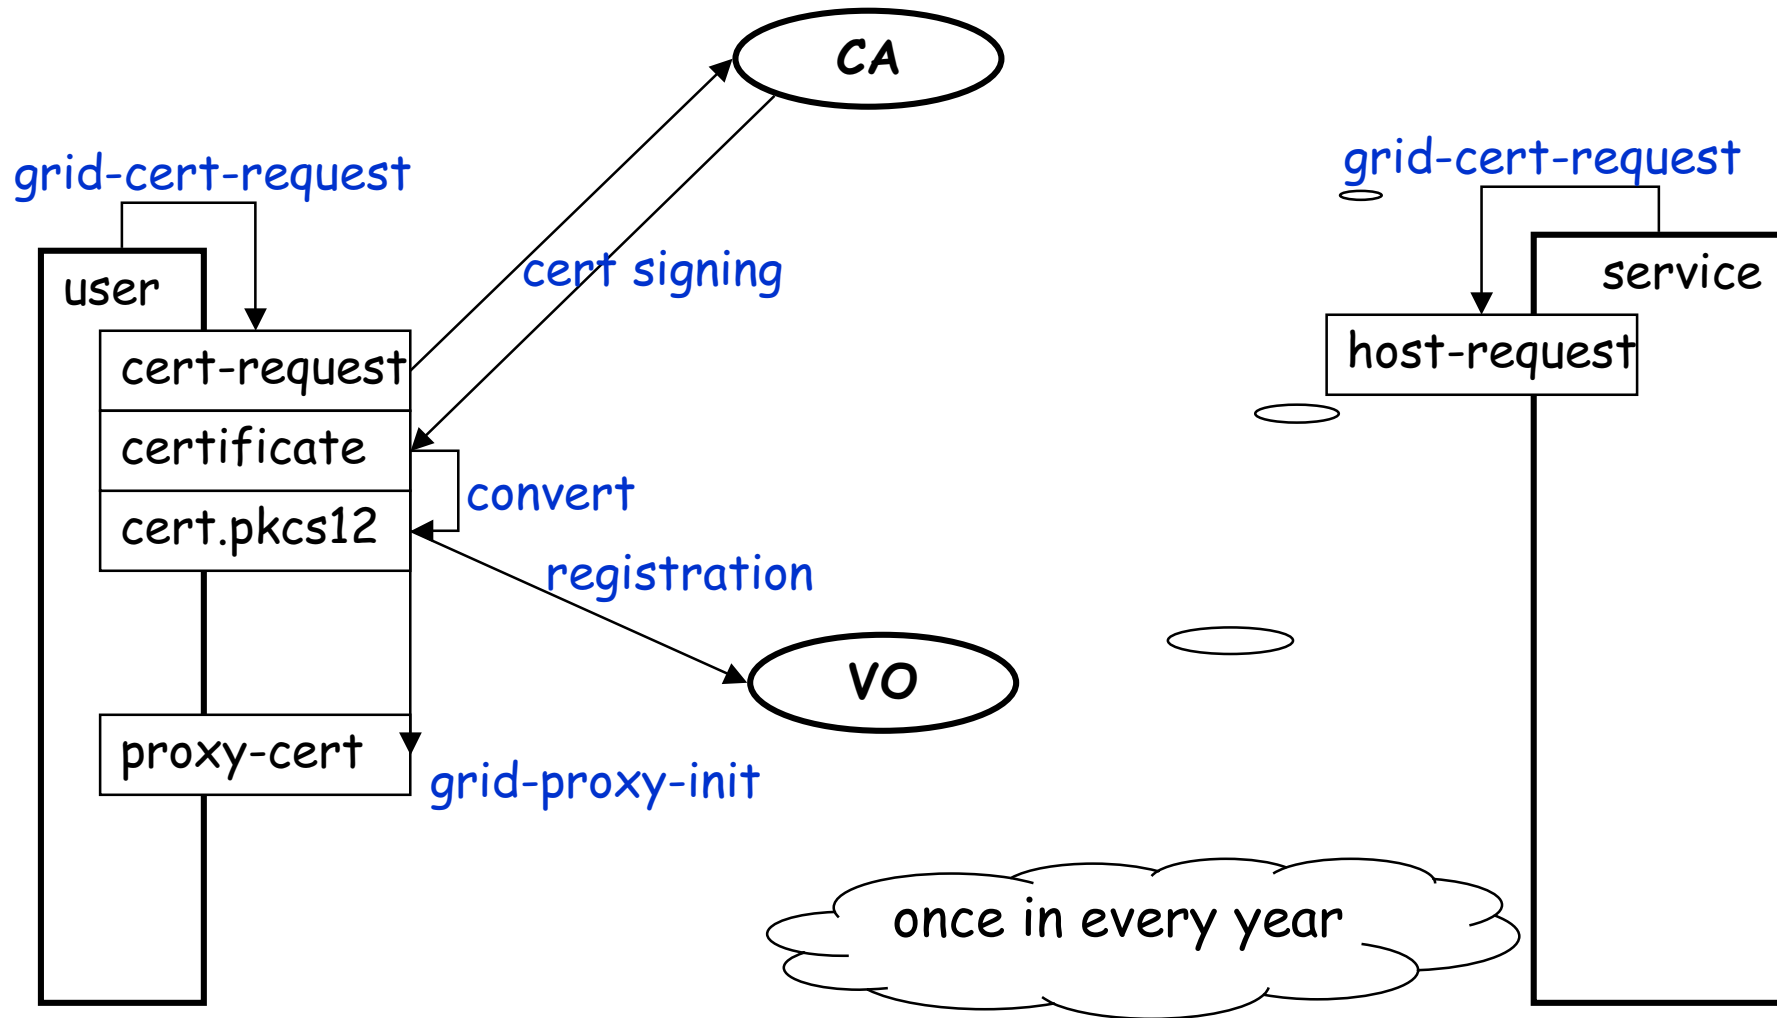 CA
grid-cert-request
grid-cert-request
cert signing
user
service
cert-request
host-request
certificate
convert
cert.pkcs12
registration
VO
proxy-cert
grid-proxy-init
once in every year